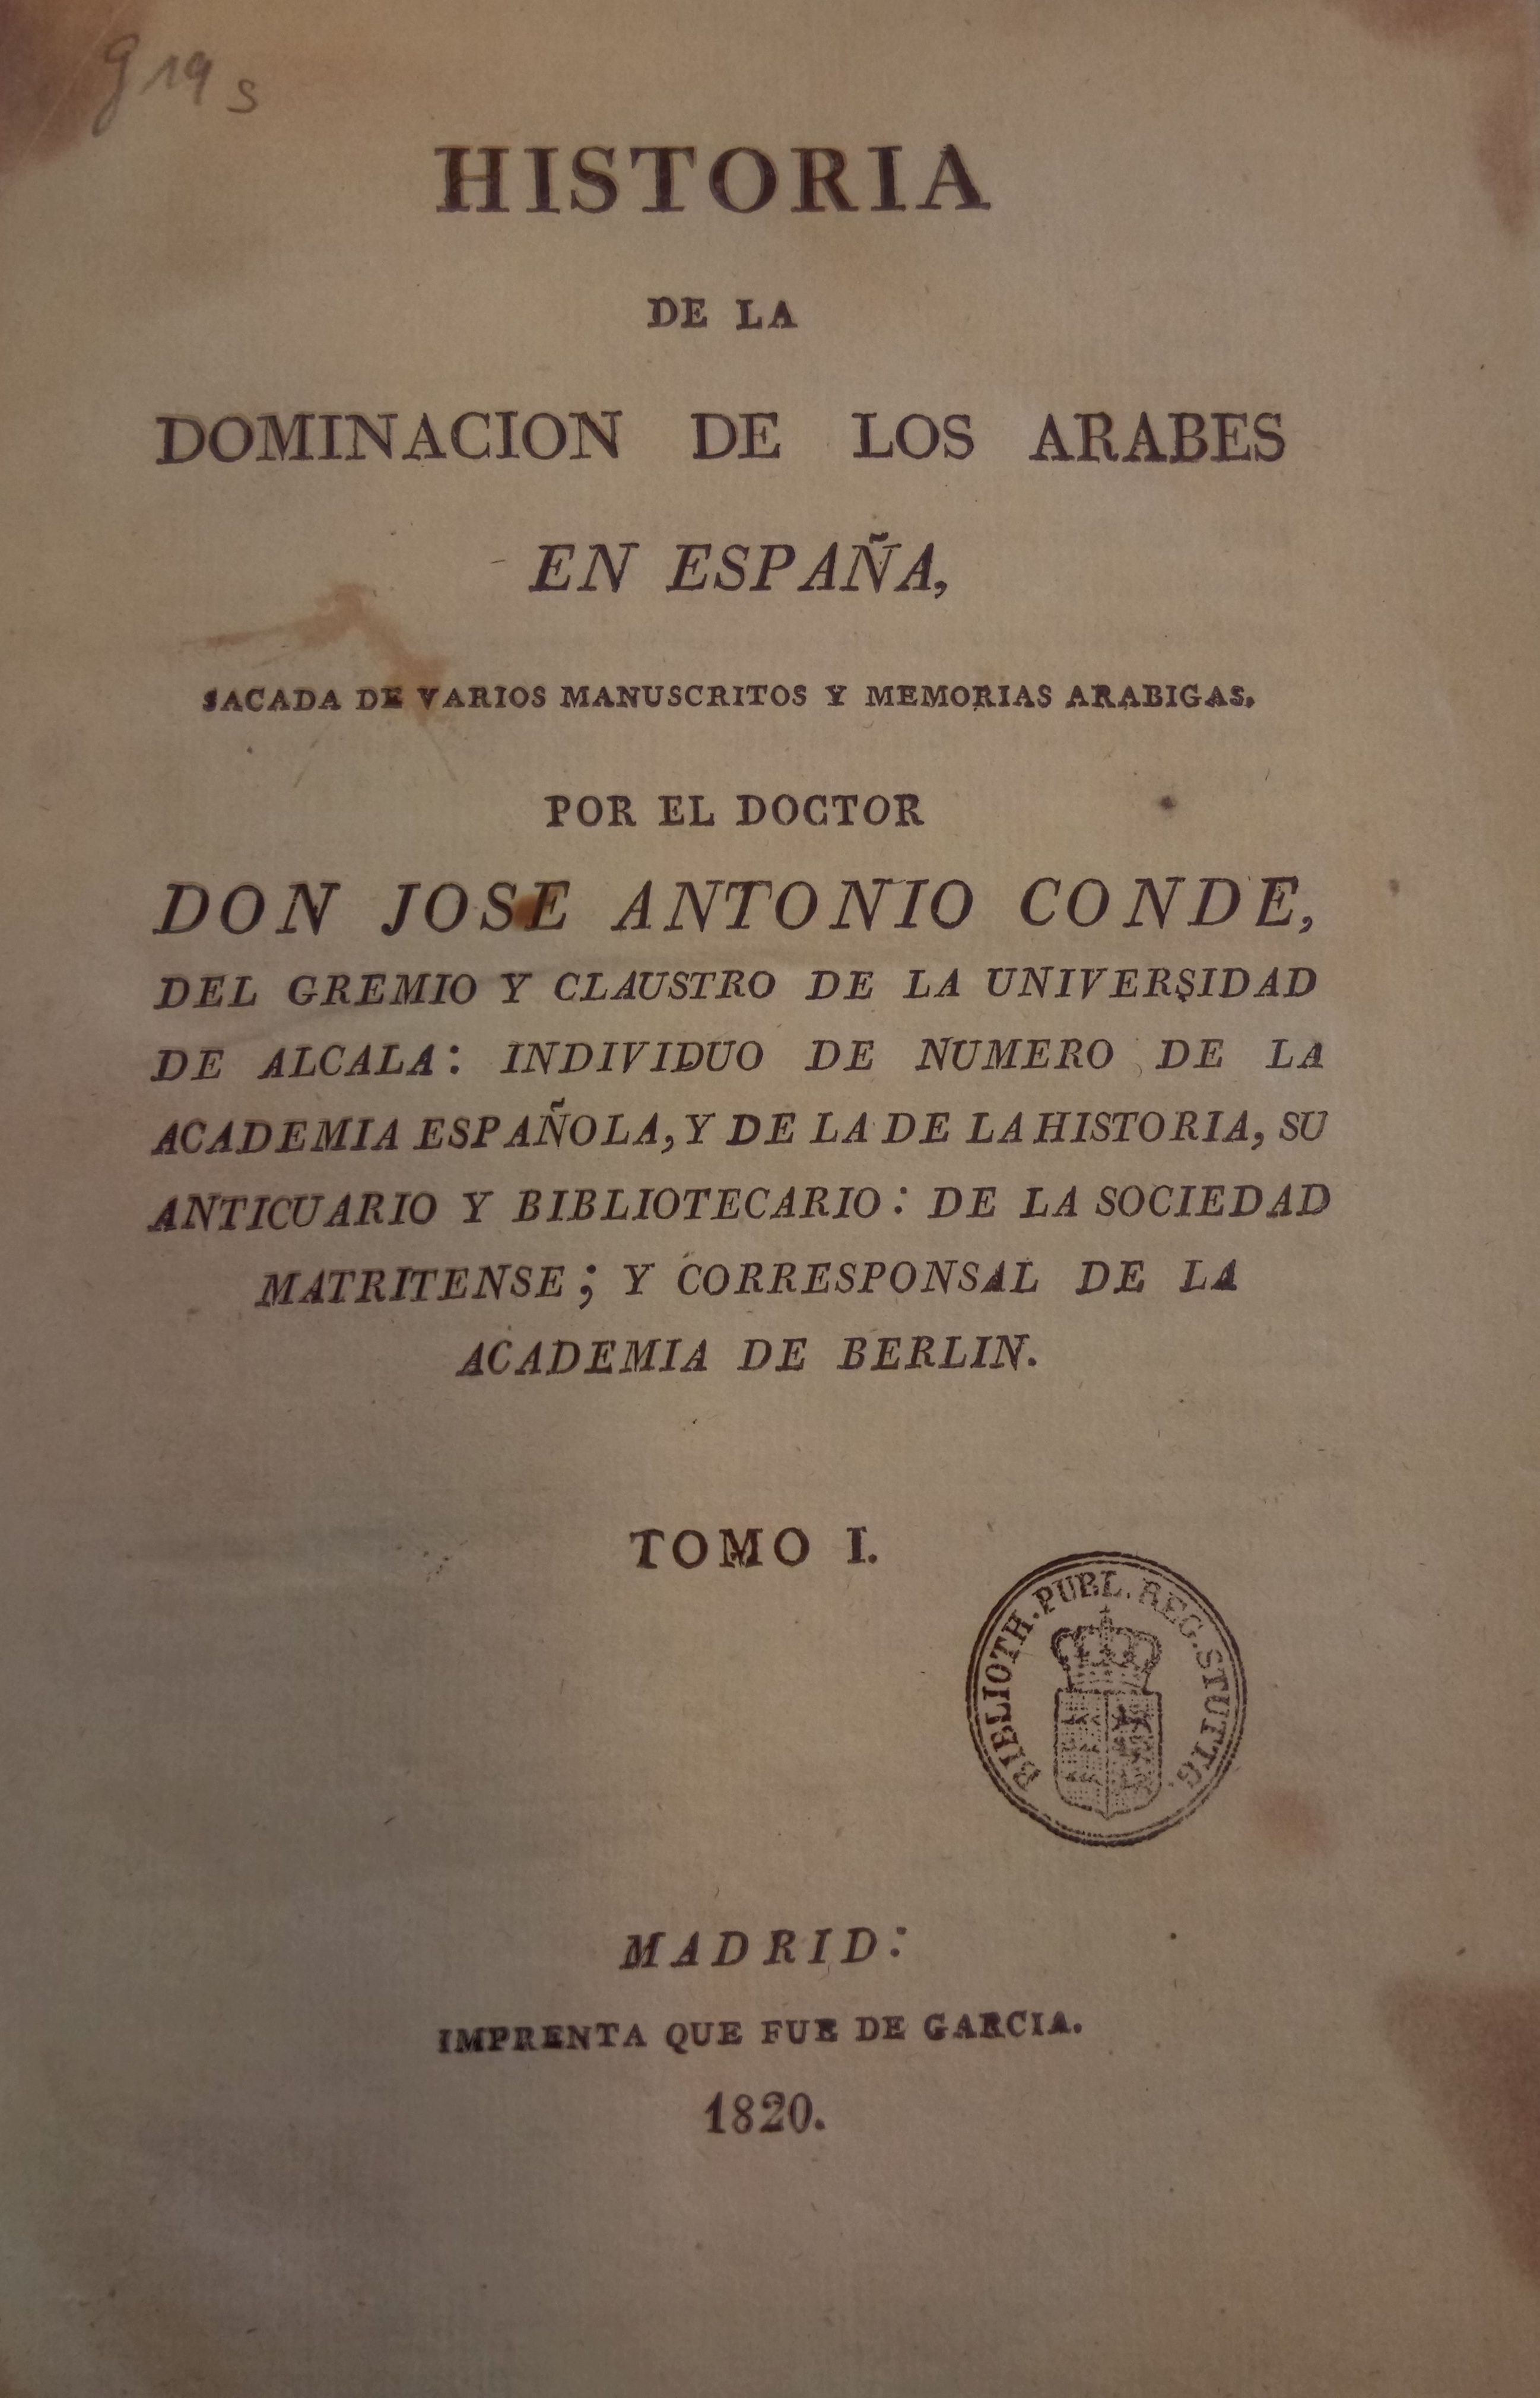 g19s
HISTORIA
DE LA
DOMINACION DE LOS ARABES
EN ESPAÑA,
SACADA DE VARIOS MANUSCRITOS Y MEMORIAS ARABIGAS.
POR EL DOCTOR
DON JOSE ANTONIO CONDE,
DEL GREMIO Y CLAUSTRO DE LA UNIVERSIDAD
DE ALCALA: INDIVIDUO DE NUMERO DE LA
ACADEMIA ESPAÑOLA, Y DE LA DE LA HISTORIA, SU
ANTICUARIO Y BIBLIOTECARIO: DE LA SOCIEDAD
MATRITENSE; Y CORRESPONSAL DE LA
ACADEMIA DE BERLIN.
TOMO I.
BIBLIOTH. PUBL. REG. STUTTG.
MADRID:
IMPRENTA QUE FUE DE GARCIA.
1820.